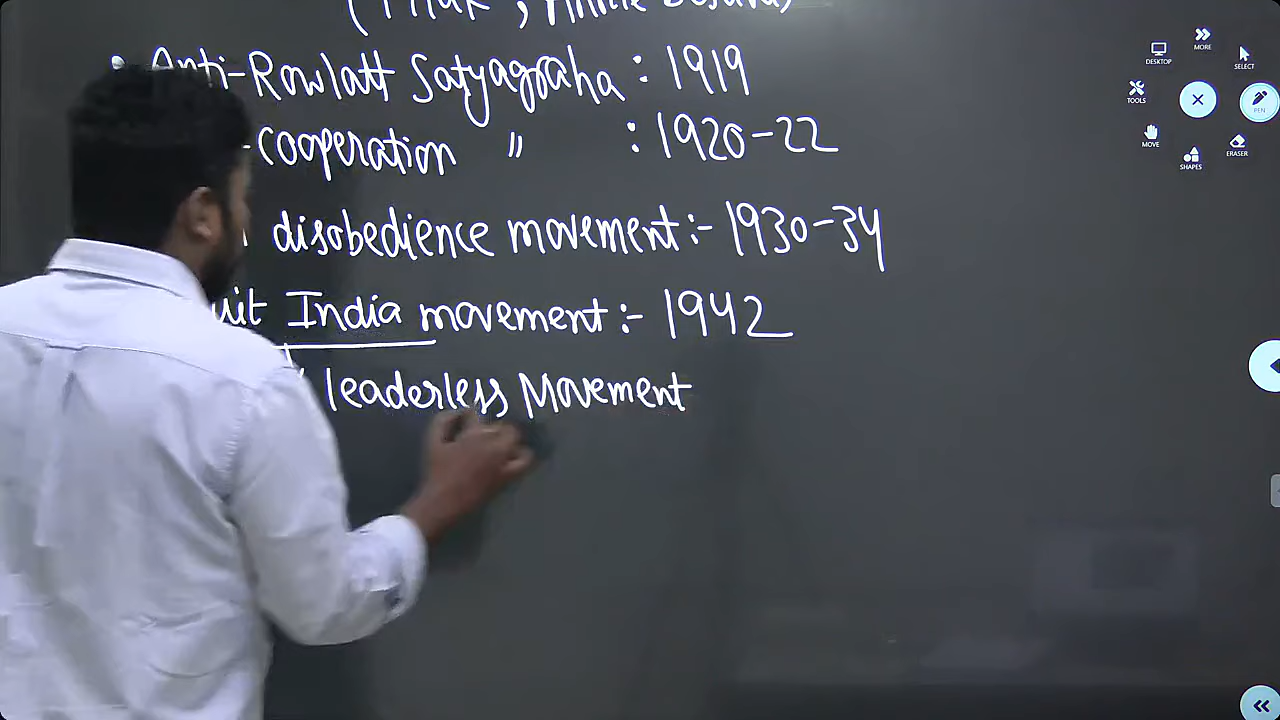 • Anti-Rowlatt Satyagraha : 1919
-cooperation " : 1920-22
disobedience movement:- 1930-34
uit India movement:- 1942
leaderless Movement
DESKTOP
MORE
SELECT
TOOLS
PEN
MOVE
SHAPES
ERASER